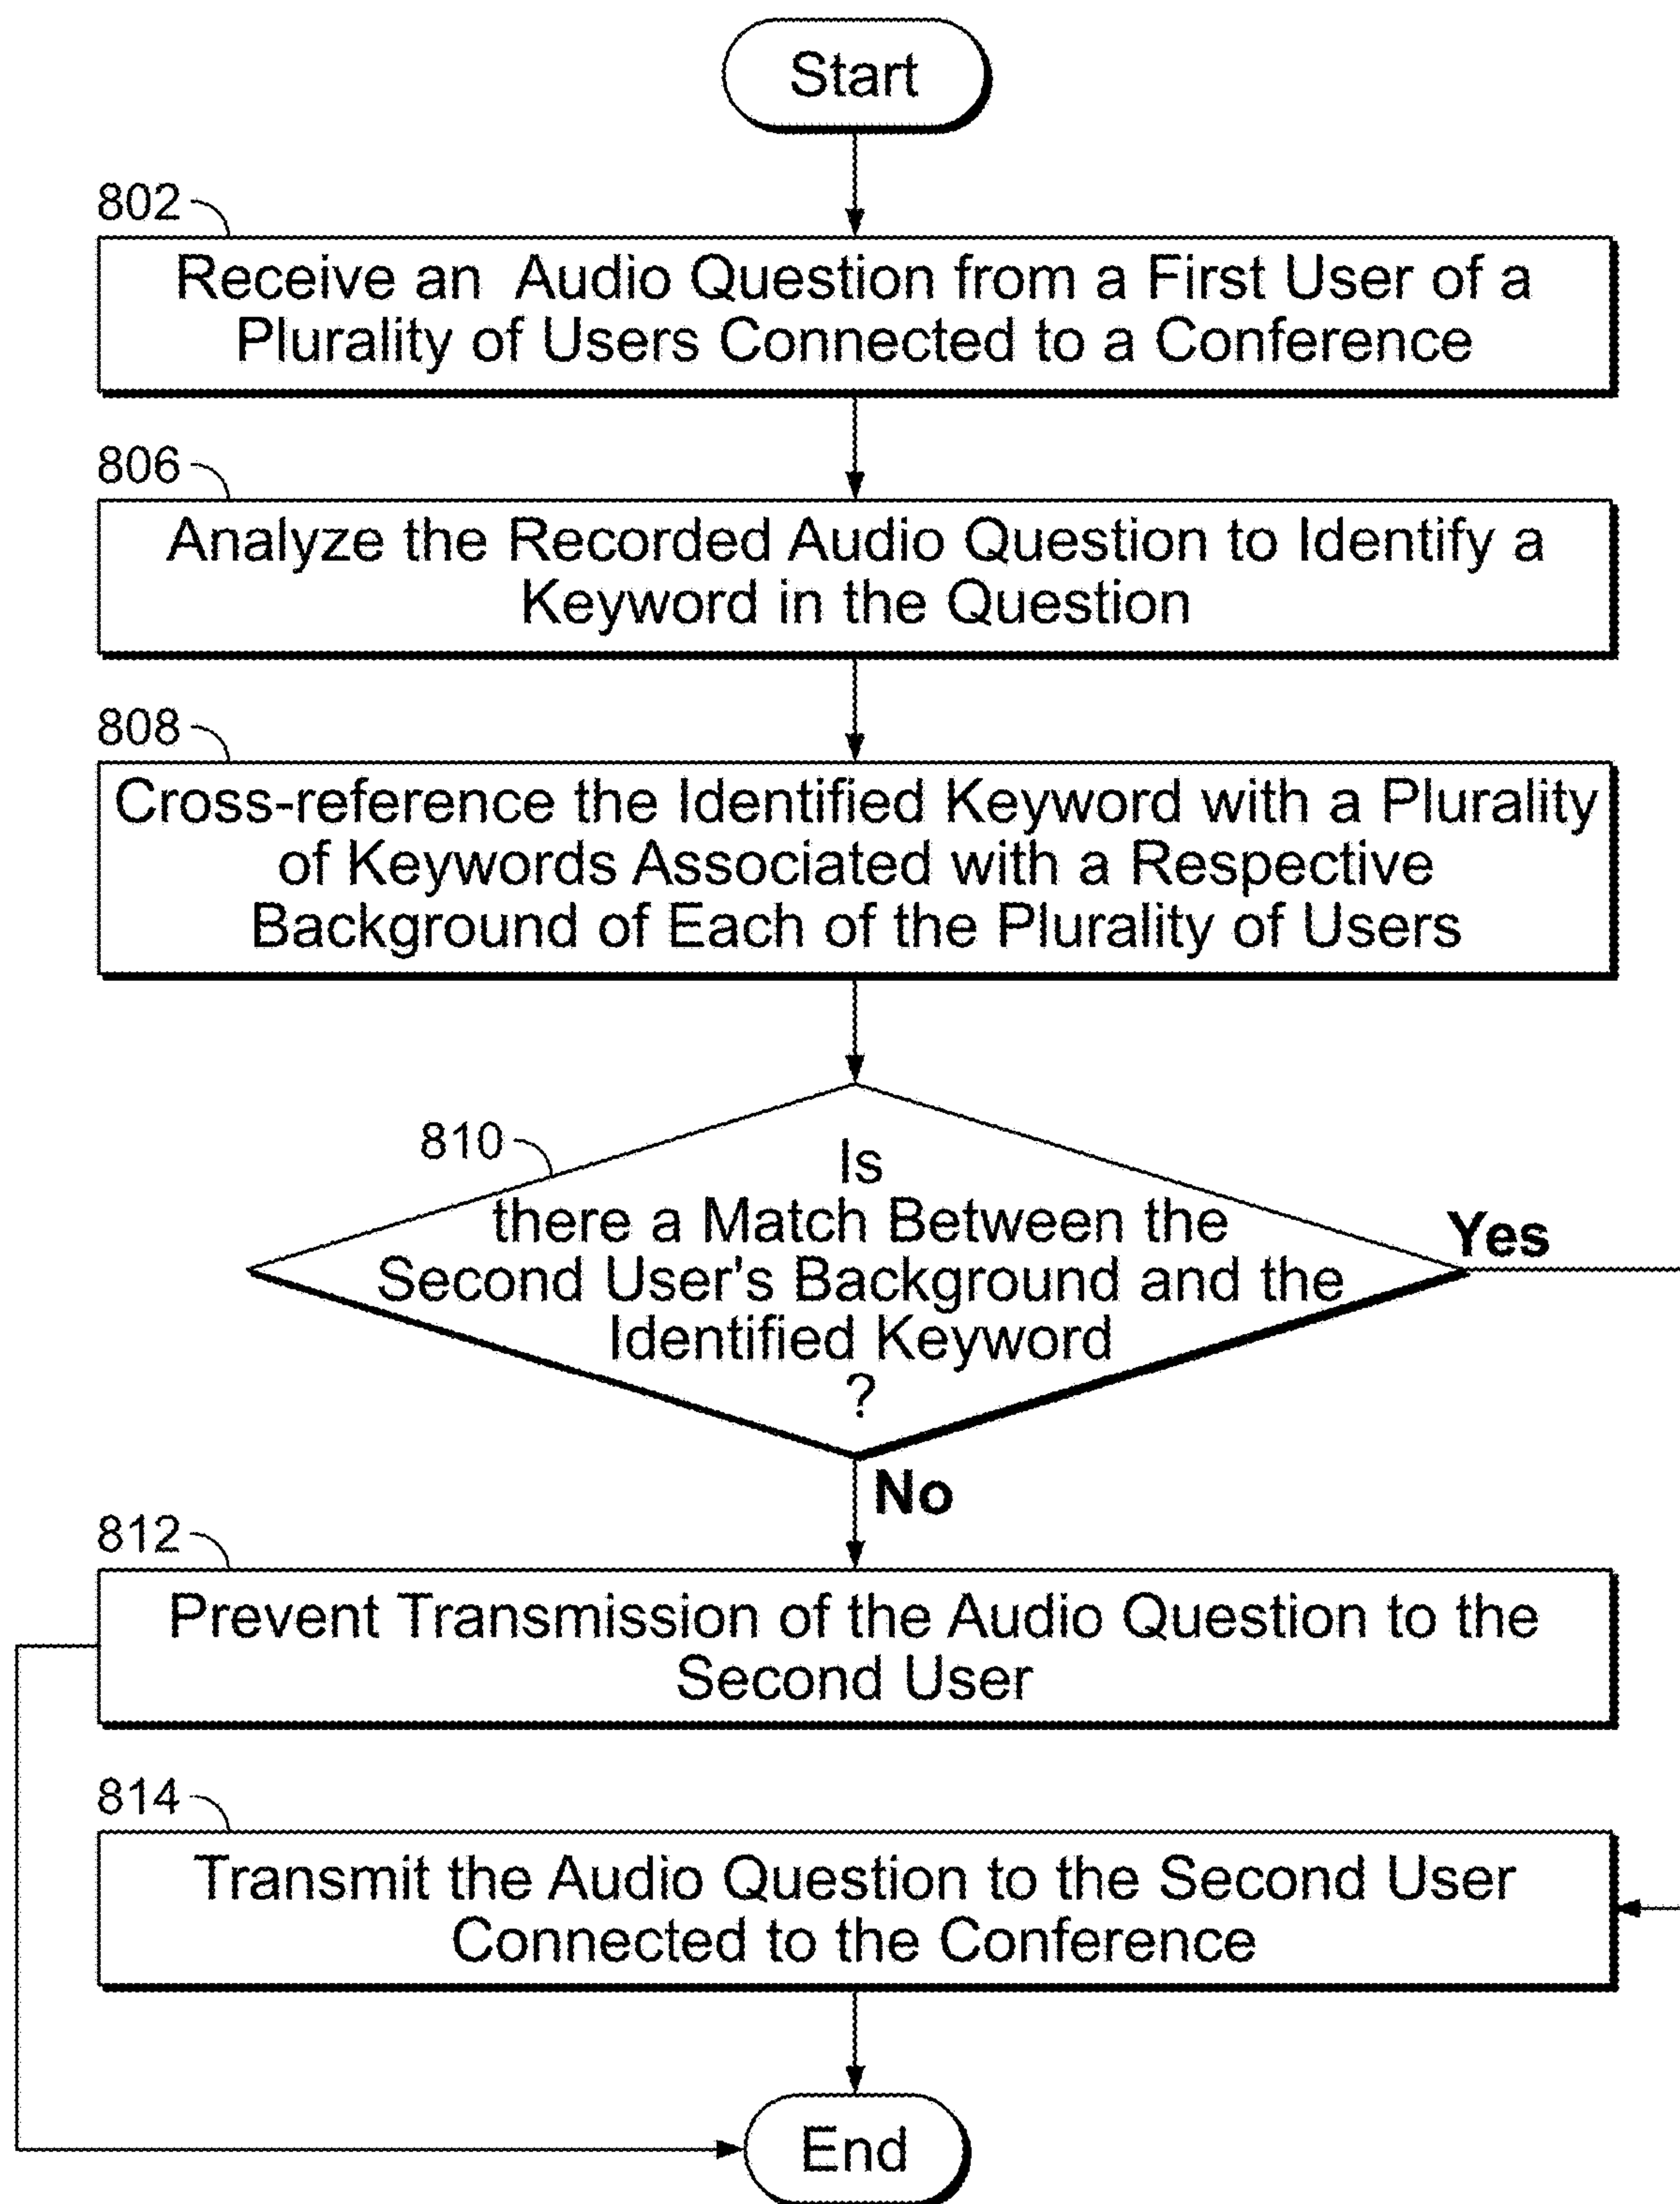 Start
802
Receive an Audio Question from a First User of a
Plurality of Users Connected to a Conference
806
Analyze the Recorded Audio Question to Identify a
Keyword in the Question
808
Cross-reference the Identified Keyword with a Plurality
of Keywords Associated with a Respective
Background of Each of the Plurality of Users
810
Is
there a Match Between the
Second User's Background and the
Identified Keyword
?
Yes
No
812
Prevent Transmission of the Audio Question to the
Second User
814
Transmit the Audio Question to the Second User
Connected to the Conference
End